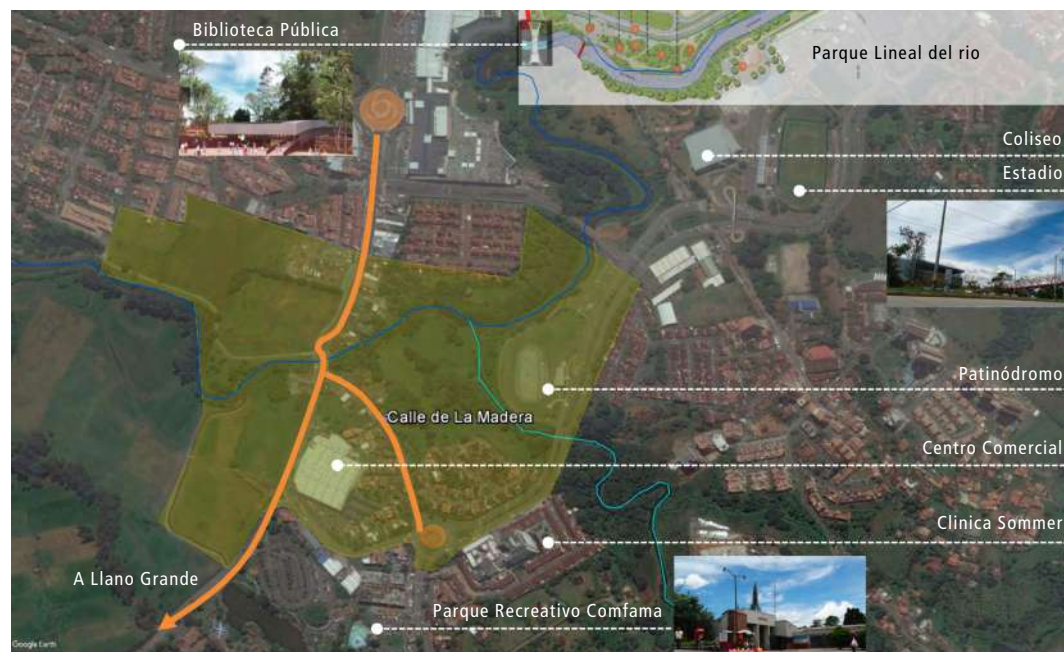 Biblioteca Pública
Parque Lineal del rio
Coliseo
Estadio
Patinódromo
Calle de La Madera
Centro Comercial
Clinica Sommer
A Llano Grande
Parque Recreativo Comfama
Google Earth